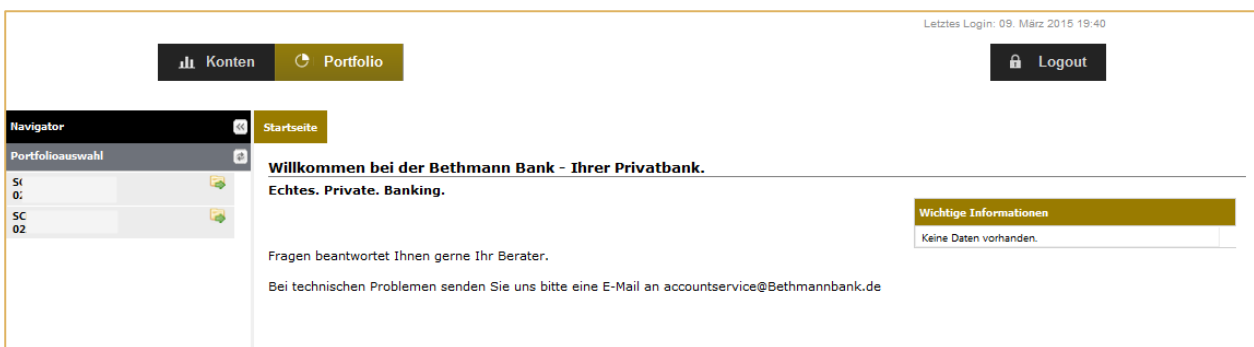 Letztes Login: 09. März 2015 19:40
Konten
Portfolio
Logout
Navigator
Portfolioauswahl
Startseite
Willkommen bei der Bethmann Bank - Ihrer Privatbank.
Echtes. Private. Banking.
SC
02
Wichtige Informationen
Keine Daten vorhanden.
Fragen beantwortet Ihnen gerne Ihr Berater.
Bei technischen Problemen senden Sie uns bitte eine E-Mail an accountservice@Bethmannbank.de